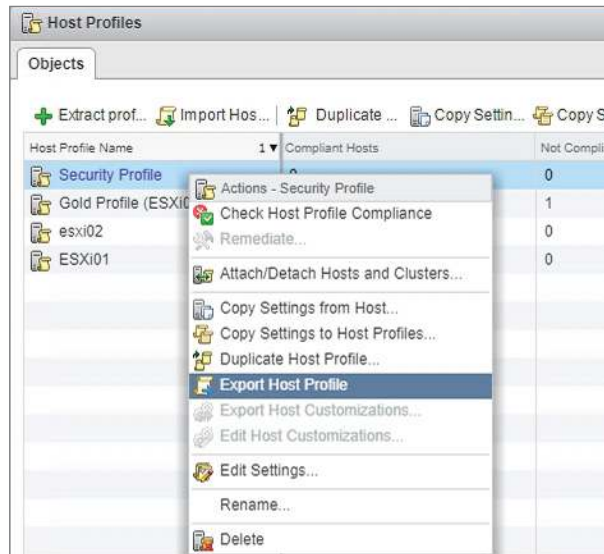 Host Profiles
Objects
Extract prof... Import Hos... Duplicate ... Copy Settin... Copy S
Host Profile Name 1 Compliant Hosts Not Compli
Security Profile 0
Actions - Security Profile
Gold Profile (ESXi0 1
Check Host Profile Compliance
esxi02 0
Remediate...
ESXi01 0
Attach/Detach Hosts and Clusters...
Copy Settings from Host...
Copy Settings to Host Profiles...
Duplicate Host Profile...
Export Host Profile
Export Host Customizations...
Edit Host Customizations...
Edit Settings...
Rename...
Delete